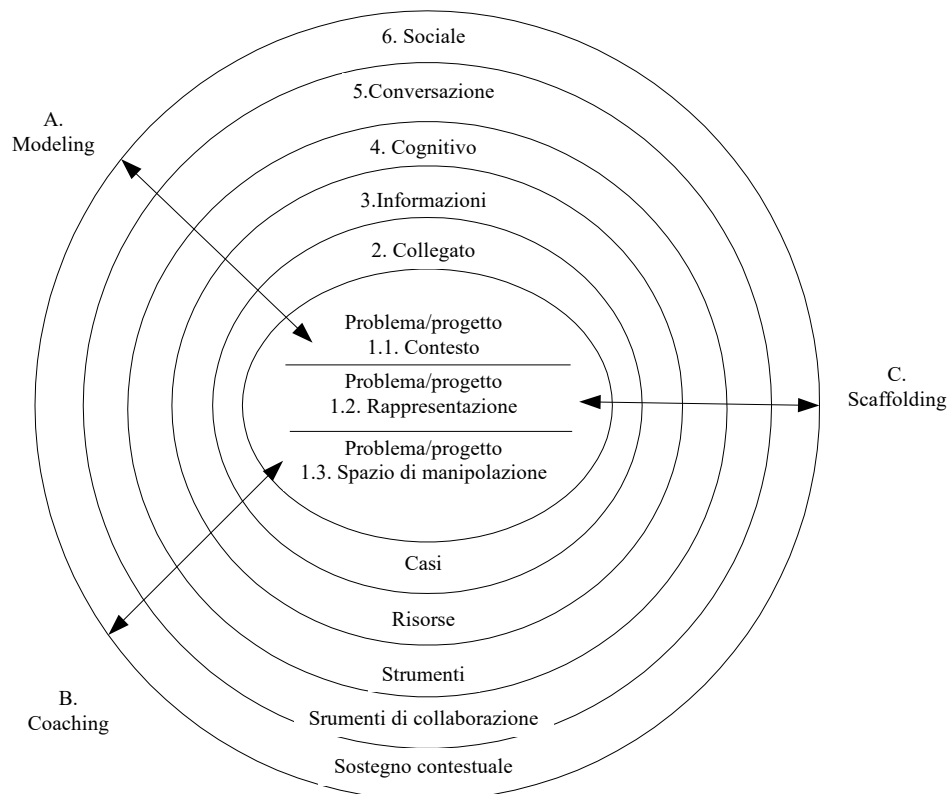 6. Sociale
5.Conversazione
A.
Modeling
4. Cognitivo
3.Informazioni
2. Collegato
Problema/progetto
1.1. Contesto
Problema/progetto
1.2. Rappresentazione
C.
Scaffolding
Problema/progetto
1.3. Spazio di manipolazione
Casi
Risorse
Strumenti
B.
Coaching
Srumenti di collaborazione
Sostegno contestuale